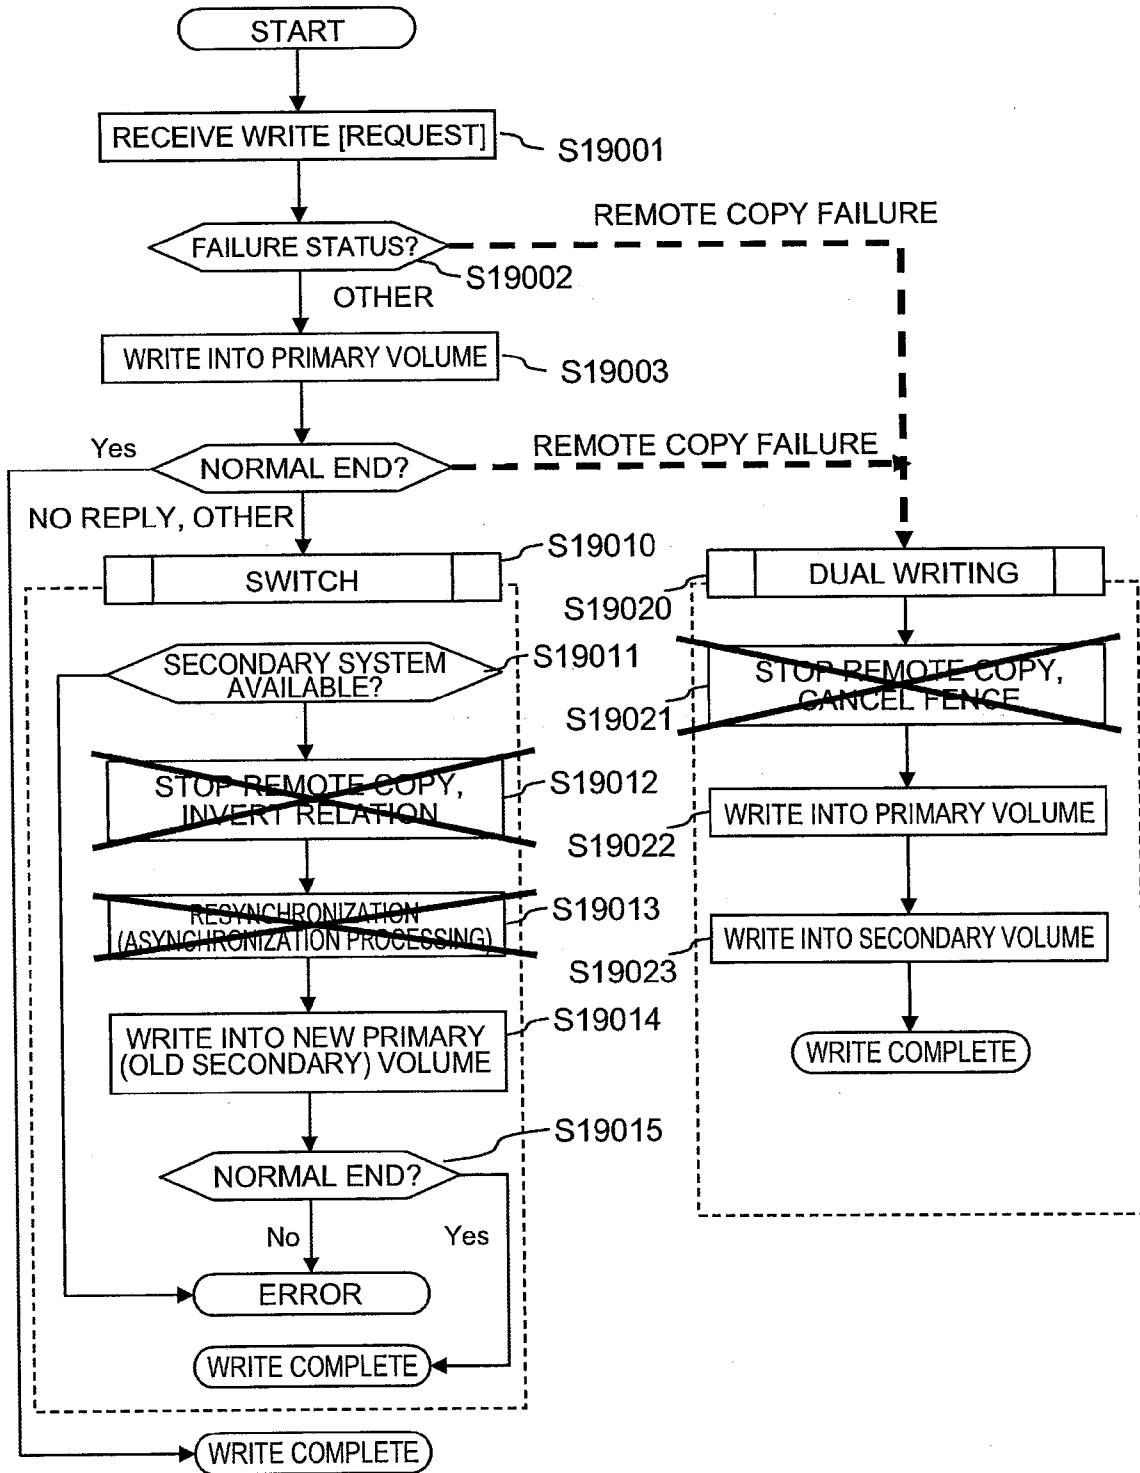 START
RECEIVE WRITE [REQUEST]
S19001
REMOTE COPY FAILURE
FAILURE STATUS?
S19002
OTHER
WRITE INTO PRIMARY VOLUME
S19003
Yes
NORMAL END?
REMOTE COPY FAILURE
NO REPLY, OTHER
SWITCH
S19010
DUAL WRITING
S19020
SECONDARY SYSTEM
AVAILABLE?
S19011
STOP REMOTE COPY,
CANCEL FENCE
S19021
STOP REMOTE COPY,
INVERT RELATION
S19012
WRITE INTO PRIMARY VOLUME
S19022
RESYNCHRONIZATION
(ASYNCHRONIZATION PROCESSING)
S19013
WRITE INTO SECONDARY VOLUME
S19023
WRITE INTO NEW PRIMARY
(OLD SECONDARY) VOLUME
S19014
WRITE COMPLETE
NORMAL END?
S19015
No
Yes
ERROR
WRITE COMPLETE
WRITE COMPLETE